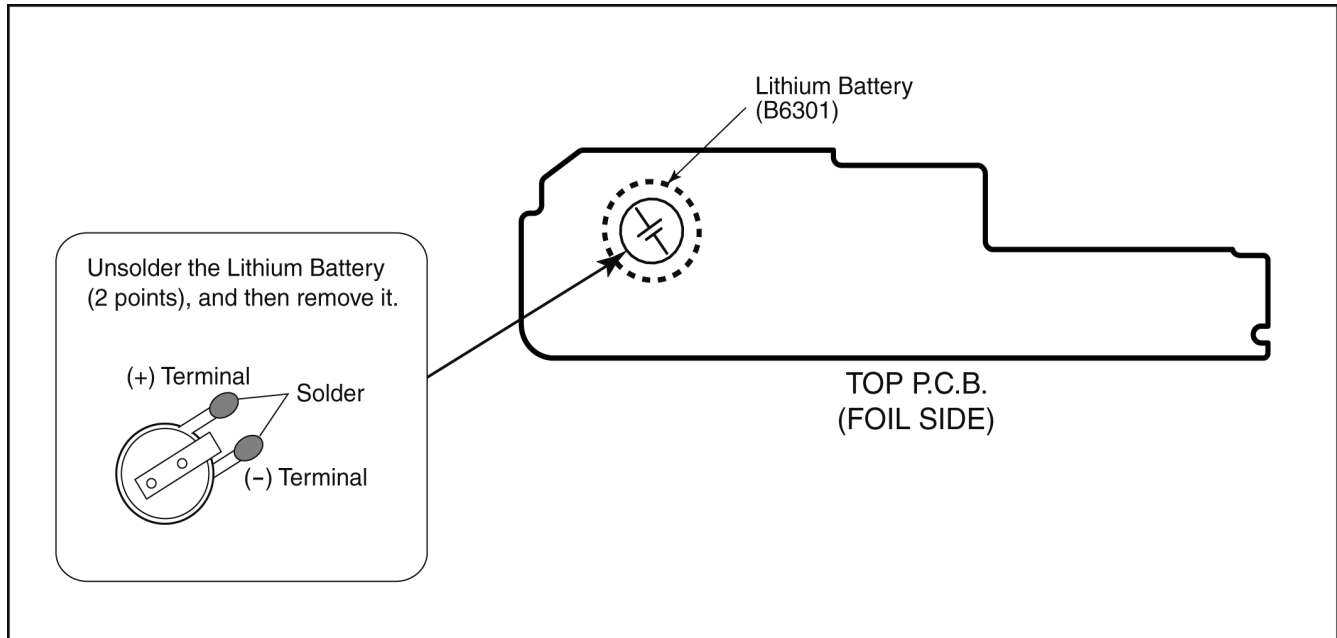 Lithium Battery
(B6301)
Unsolder the Lithium Battery
(2 points), and then remove it.
(+) Terminal
Solder
(–) Terminal
TOP P.C.B.
(FOIL SIDE)